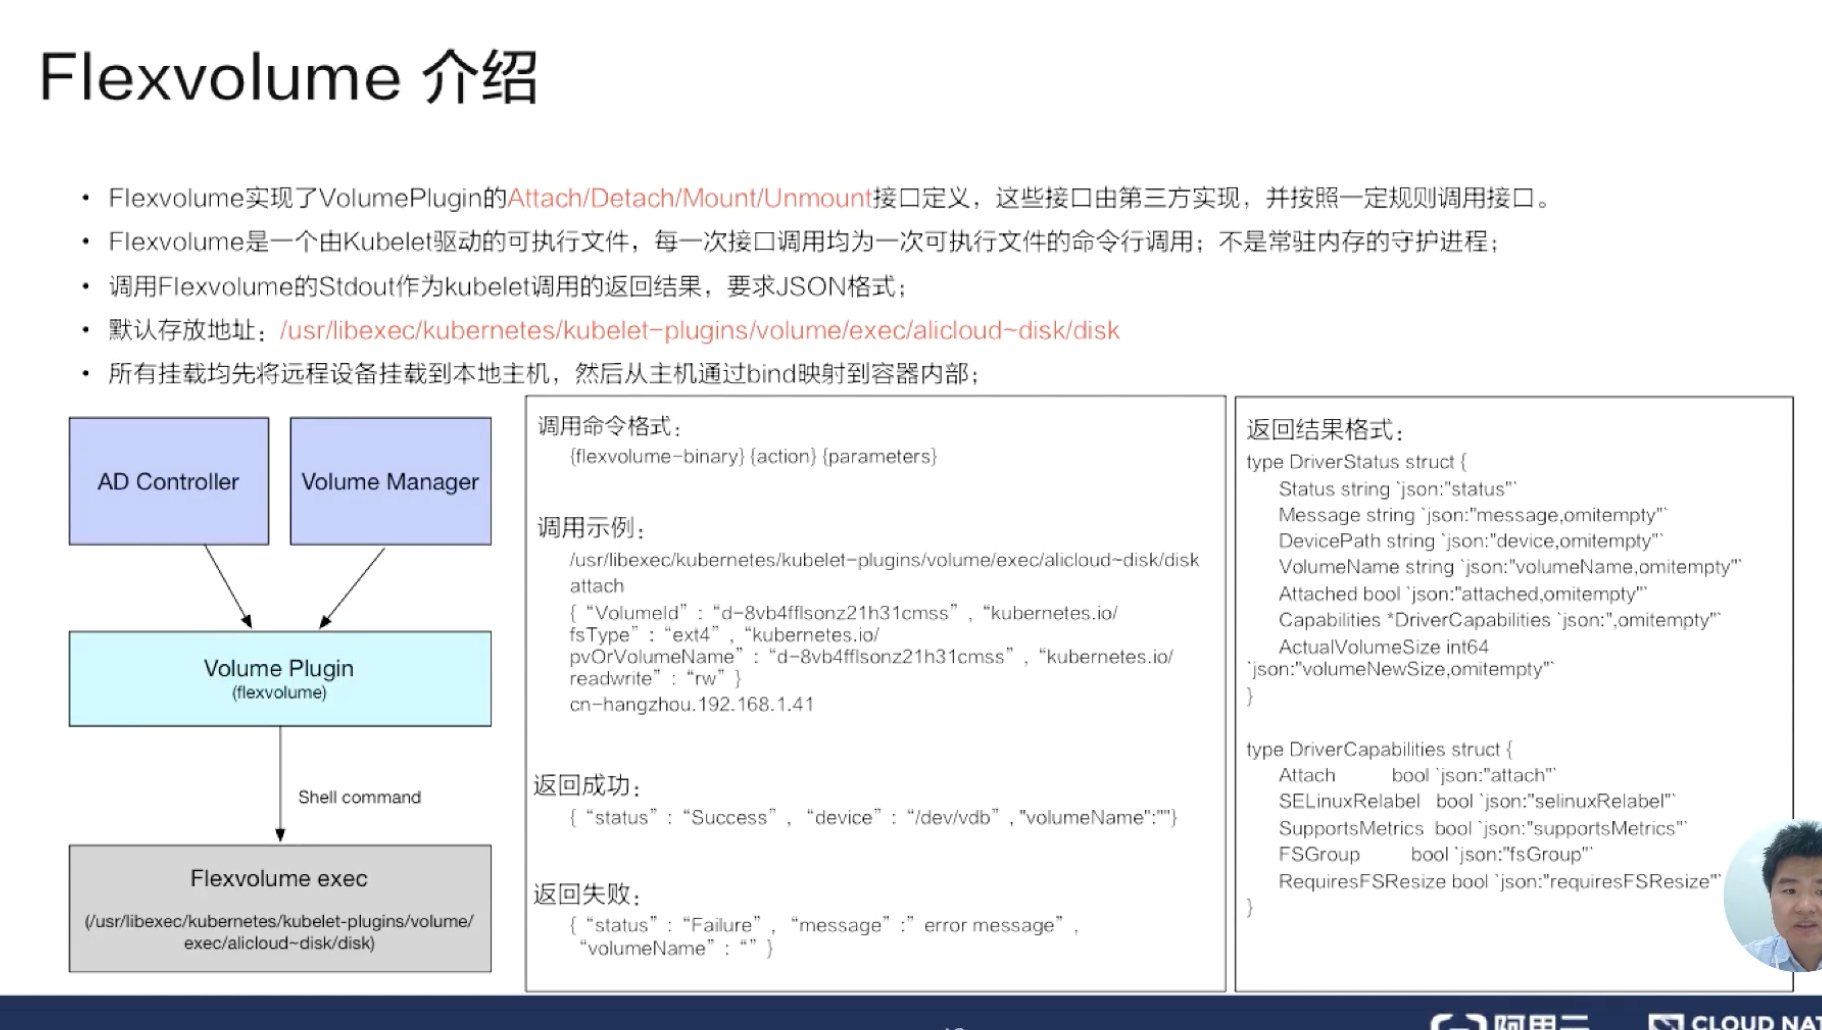 Flexvolume 介绍
• Flexvolume实现了VolumePlugin的Attach/Detach/Mount/Unmount接口定义，这些接口由第三方实现，并按照一定规则调用接口。
• Flexvolume是一个由Kubelet驱动的可执行文件，每一次接口调用均为一次可执行文件的命令行调用；不是常驻内存的守护进程；
• 调用Flexvolume的Stdout作为kubelet调用的返回结果，要求JSON格式；
• 默认存放地址：/usr/libexec/kubernetes/kubelet-plugins/volume/exec/alicloud~disk/disk
• 所有挂载均先将远程设备挂载到本地主机，然后从主机通过bind映射到容器内部；
AD Controller
Volume Manager
Volume Plugin
(flexvolume)
Shell command
Flexvolume exec
(/usr/libexec/kubernetes/kubelet-plugins/volume/
exec/alicloud~disk/disk)
调用命令格式：
{flexvolume-binary} {action} {parameters}
调用示例：
/usr/libexec/kubernetes/kubelet-plugins/volume/exec/alicloud~disk/disk
attach
{ “VolumeId” : “d-8vb4fflsonz21h31cmss” , “kubernetes.io/
fsType” : “ext4” , “kubernetes.io/
pvOrVolumeName” : “d-8vb4fflsonz21h31cmss” , “kubernetes.io/
readwrite” : “rw” }
cn-hangzhou.192.168.1.41
返回成功：
{ “status” : “Success” , “device” : “/dev/vdb” , "volumeName":""}
返回失败：
{ “status” : “Failure” , “message” :” error message” ,
“volumeName” : “” }
返回结果格式：
type DriverStatus struct {
Status string `json:"status"`
Message string `json:"message,omitempty"`
DevicePath string `json:"device,omitempty"`
VolumeName string `json:"volumeName,omitempty"`
Attached bool `json:"attached,omitempty"`
Capabilities *DriverCapabilities `json:",omitempty"`
ActualVolumeSize int64
`json:"volumeNewSize,omitempty"`
}
type DriverCapabilities struct {
Attach bool `json:"attach"`
SELinuxRelabel bool `json:"selinuxRelabel"`
SupportsMetrics bool `json:"supportsMetrics"`
FSGroup bool `json:"fsGroup"`
RequiresFSResize bool `json:"requiresFSResize"`
}
阿里云
CLOUD